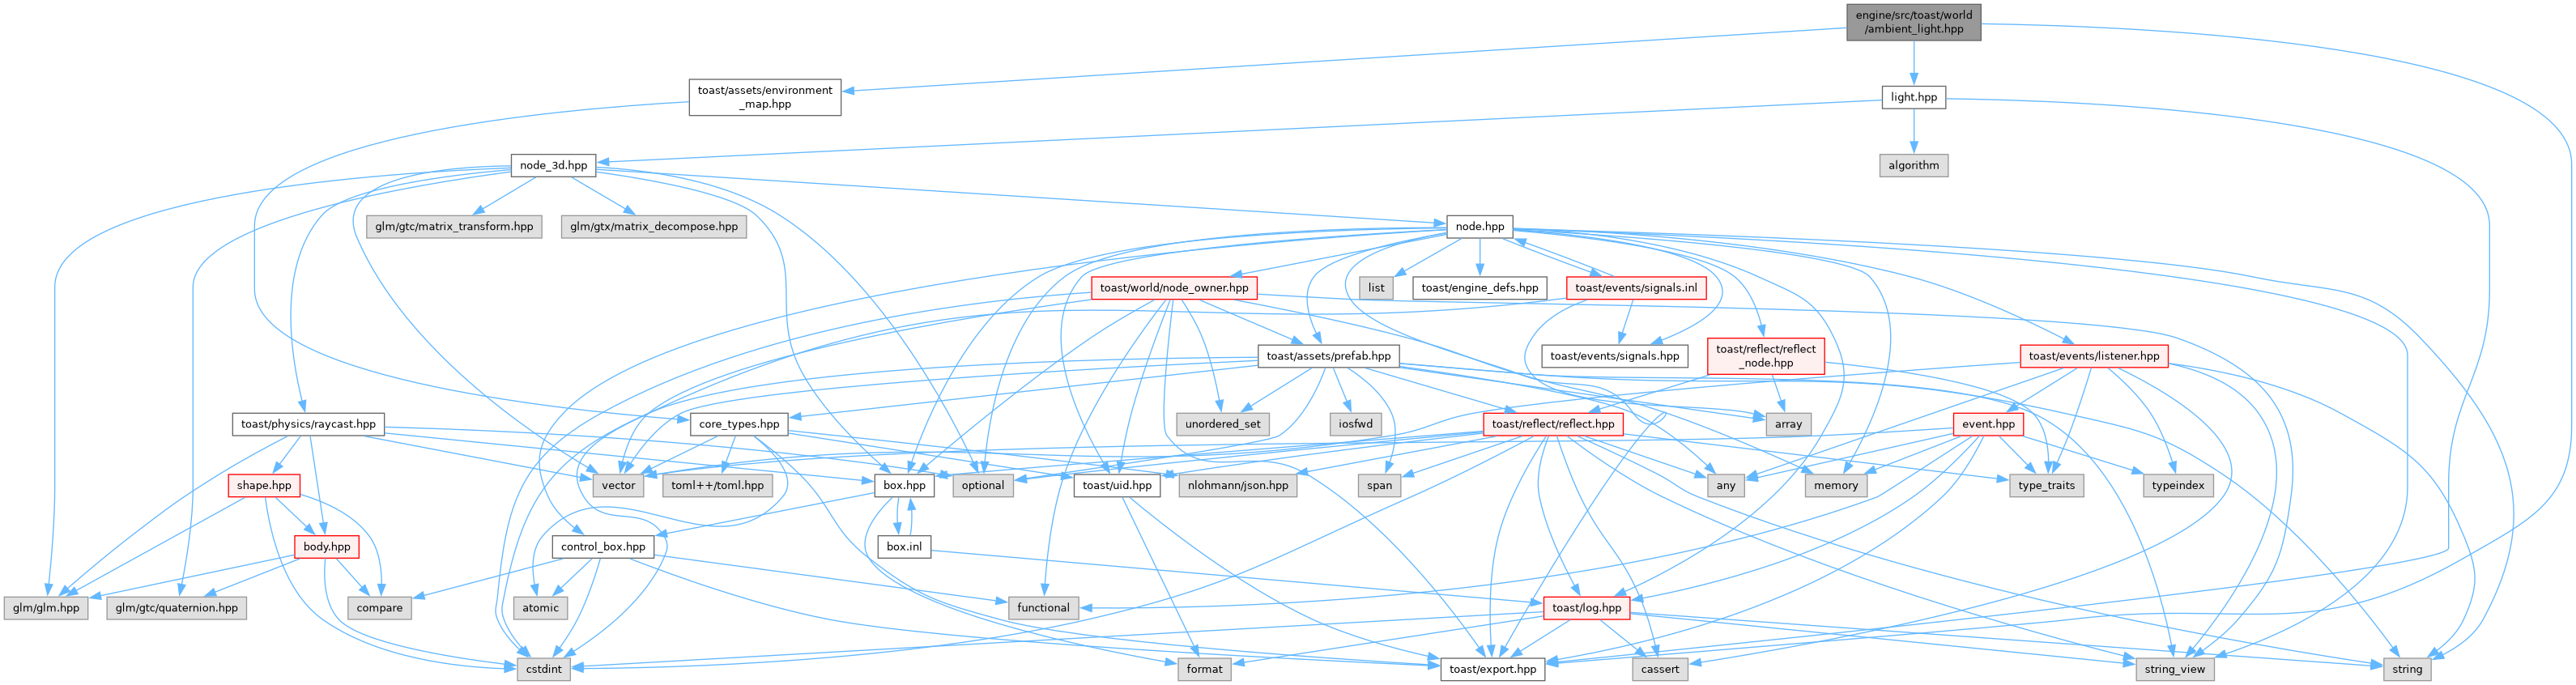 engine/src/toast/world
/ambient_light.hpp
toast/assets/environment
_map.hpp
light.hpp
node_3d.hpp
algorithm
glm/gtc/matrix_transform.hpp
glm/gtx/matrix_decompose.hpp
node.hpp
toast/world/node_owner.hpp
list
toast/engine_defs.hpp
toast/events/signals.inl
toast/assets/prefab.hpp
toast/events/signals.hpp
toast/reflect/reflect
_node.hpp
toast/events/listener.hpp
toast/physics/raycast.hpp
core_types.hpp
unordered_set
iosfwd
toast/reflect/reflect.hpp
array
event.hpp
shape.hpp
vector
toml++/toml.hpp
box.hpp
optional
toast/uid.hpp
nlohmann/json.hpp
span
any
memory
type_traits
typeindex
body.hpp
control_box.hpp
box.inl
glm/glm.hpp
glm/gtc/quaternion.hpp
compare
atomic
functional
toast/log.hpp
cstdint
format
toast/export.hpp
cassert
string_view
string